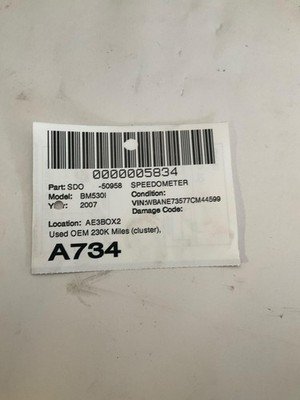 0000005834
Part: SDO -50958 SPEEDOMETER
Model: BM530I Condition:
Year: 2007 VIN:WBANE73577CM44599
Damage Code:
Location: AE3BOX2
Used OEM 230K Miles (cluster),
A734